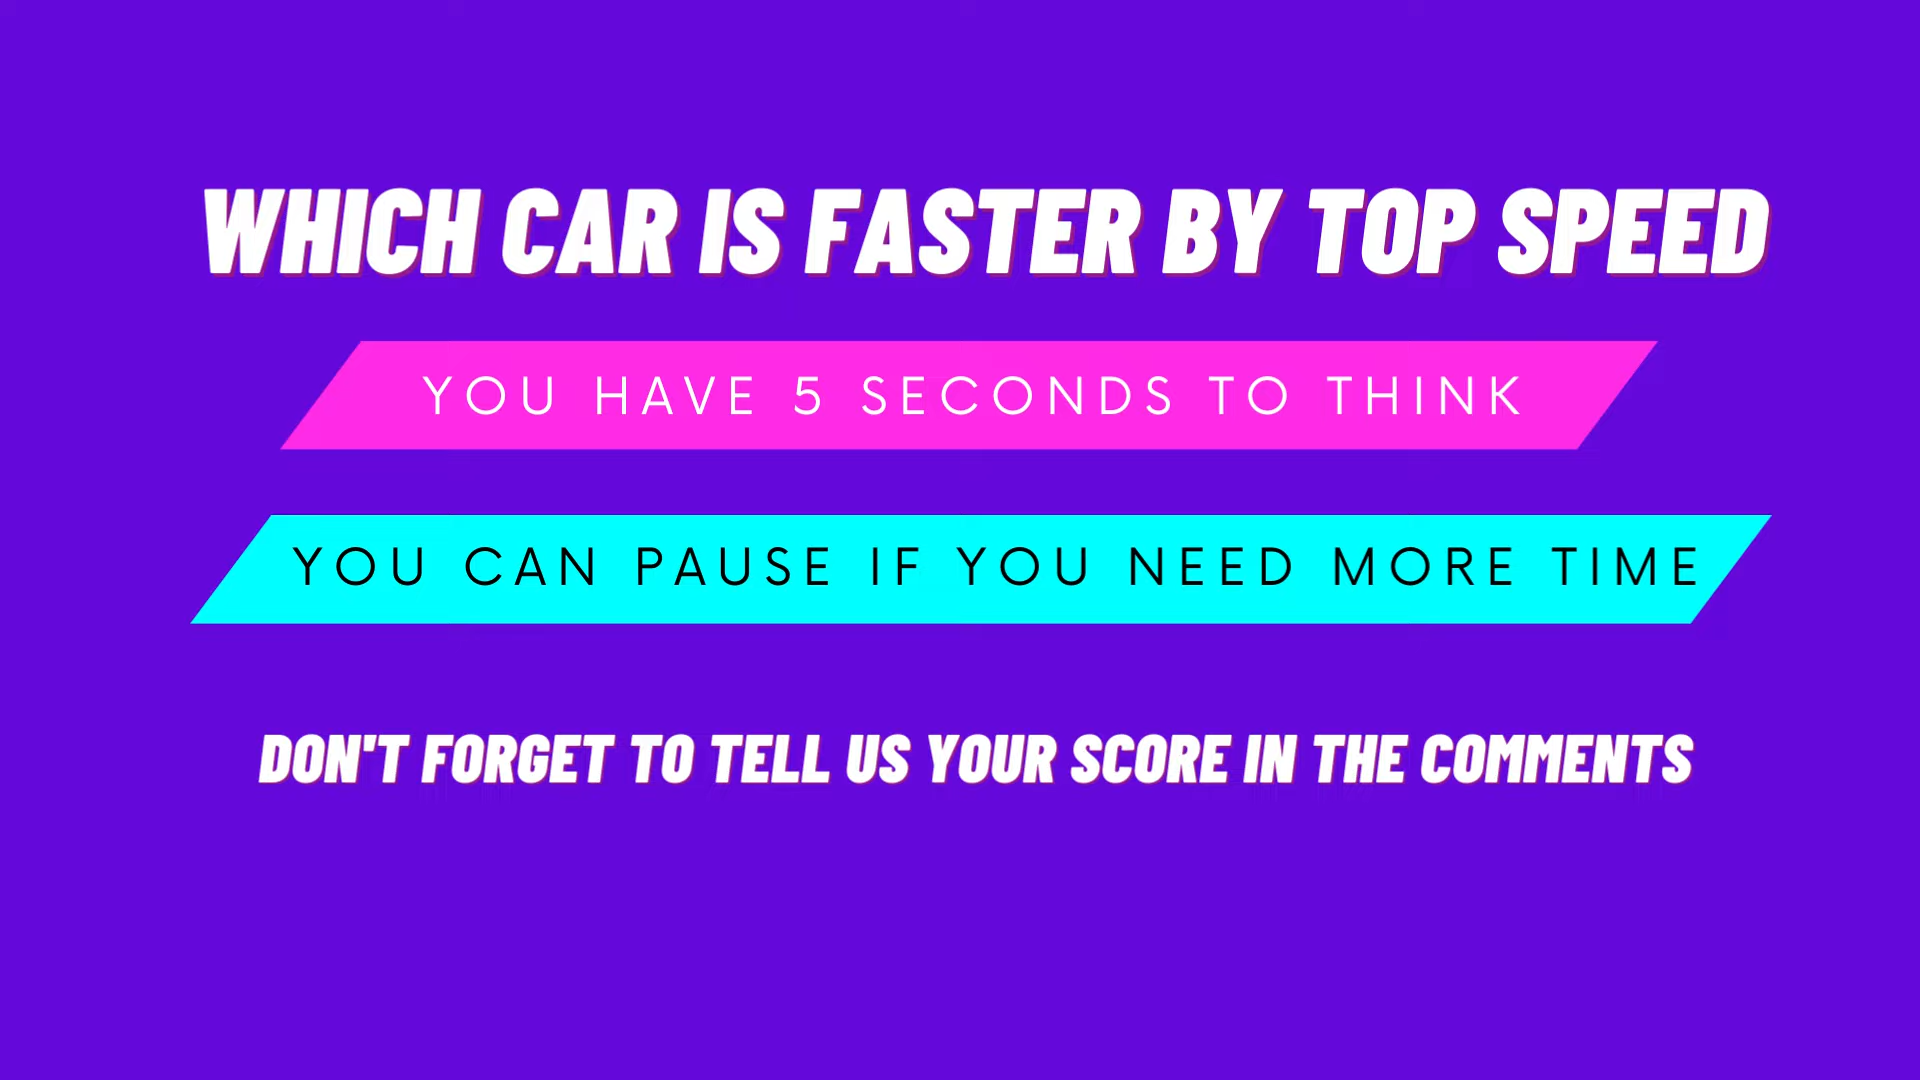 WHICH CAR IS FASTER BY TOP SPEED
YOU HAVE 5 SECONDS TO THINK
YOU CAN PAUSE IF YOU NEED MORE TIME
DON'T FORGET TO TELL US YOUR SCORE IN THE COMMENTS